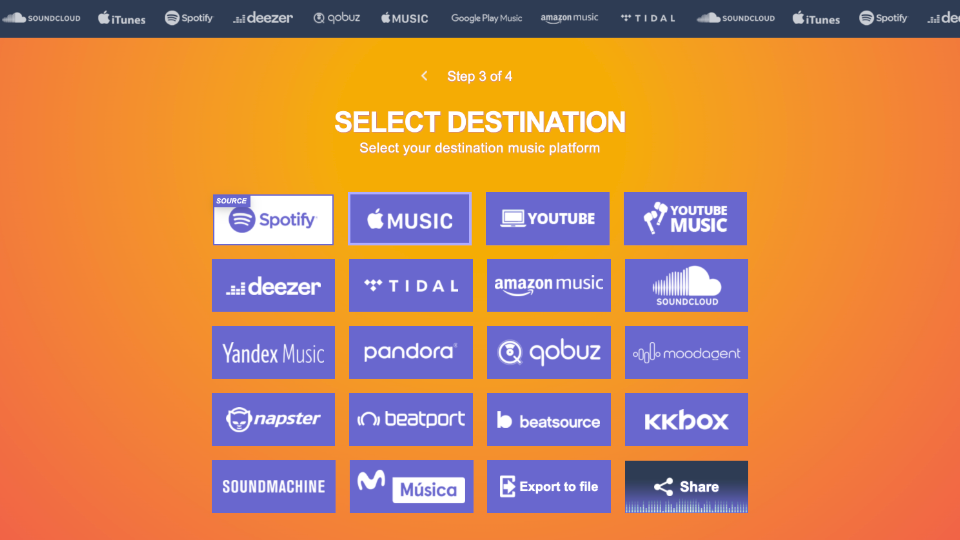 SOUNDCLOUD iTunes Spotify deezer qobuz MUSIC Google Play Music amazon music TIDAL SOUNDCLOUD iTunes Spotify
Step 3 of 4
SELECT DESTINATION
Select your destination music platform
SOURCE
Spotify MUSIC YOUTUBE YOUTUBE MUSIC
deezer TIDAL amazon music SOUNDCLOUD
Yandex Music pandora qobuz moodagent
napster beatport beatsource KKBOX
SOUNDMACHINE M Música Export to file Share